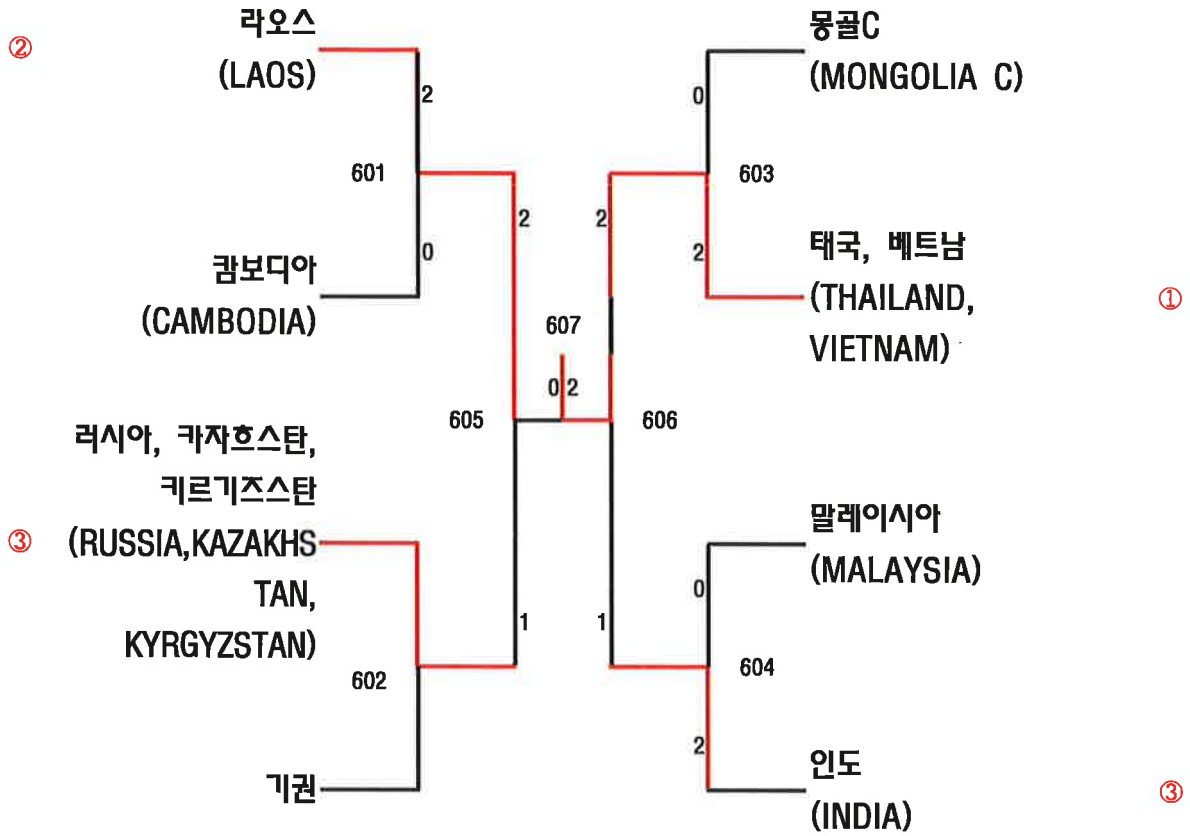 라오스
②
(LAOS)
2
601
0
캄보디아
(CAMBODIA)
2
605
러시아, 카자흐스탄,
키르기즈스탄
③
(RUSSIA,KAZAKHS
TAN,
KYRGYZSTAN)
602
1
기권
607
0 2
몽골C
(MONGOLIA C)
0
603
2
2
태국, 베트남
(THAILAND,
VIETNAM)
①
606
말레이시아
(MALAYSIA)
0
1
604
2
인도
(INDIA)
③